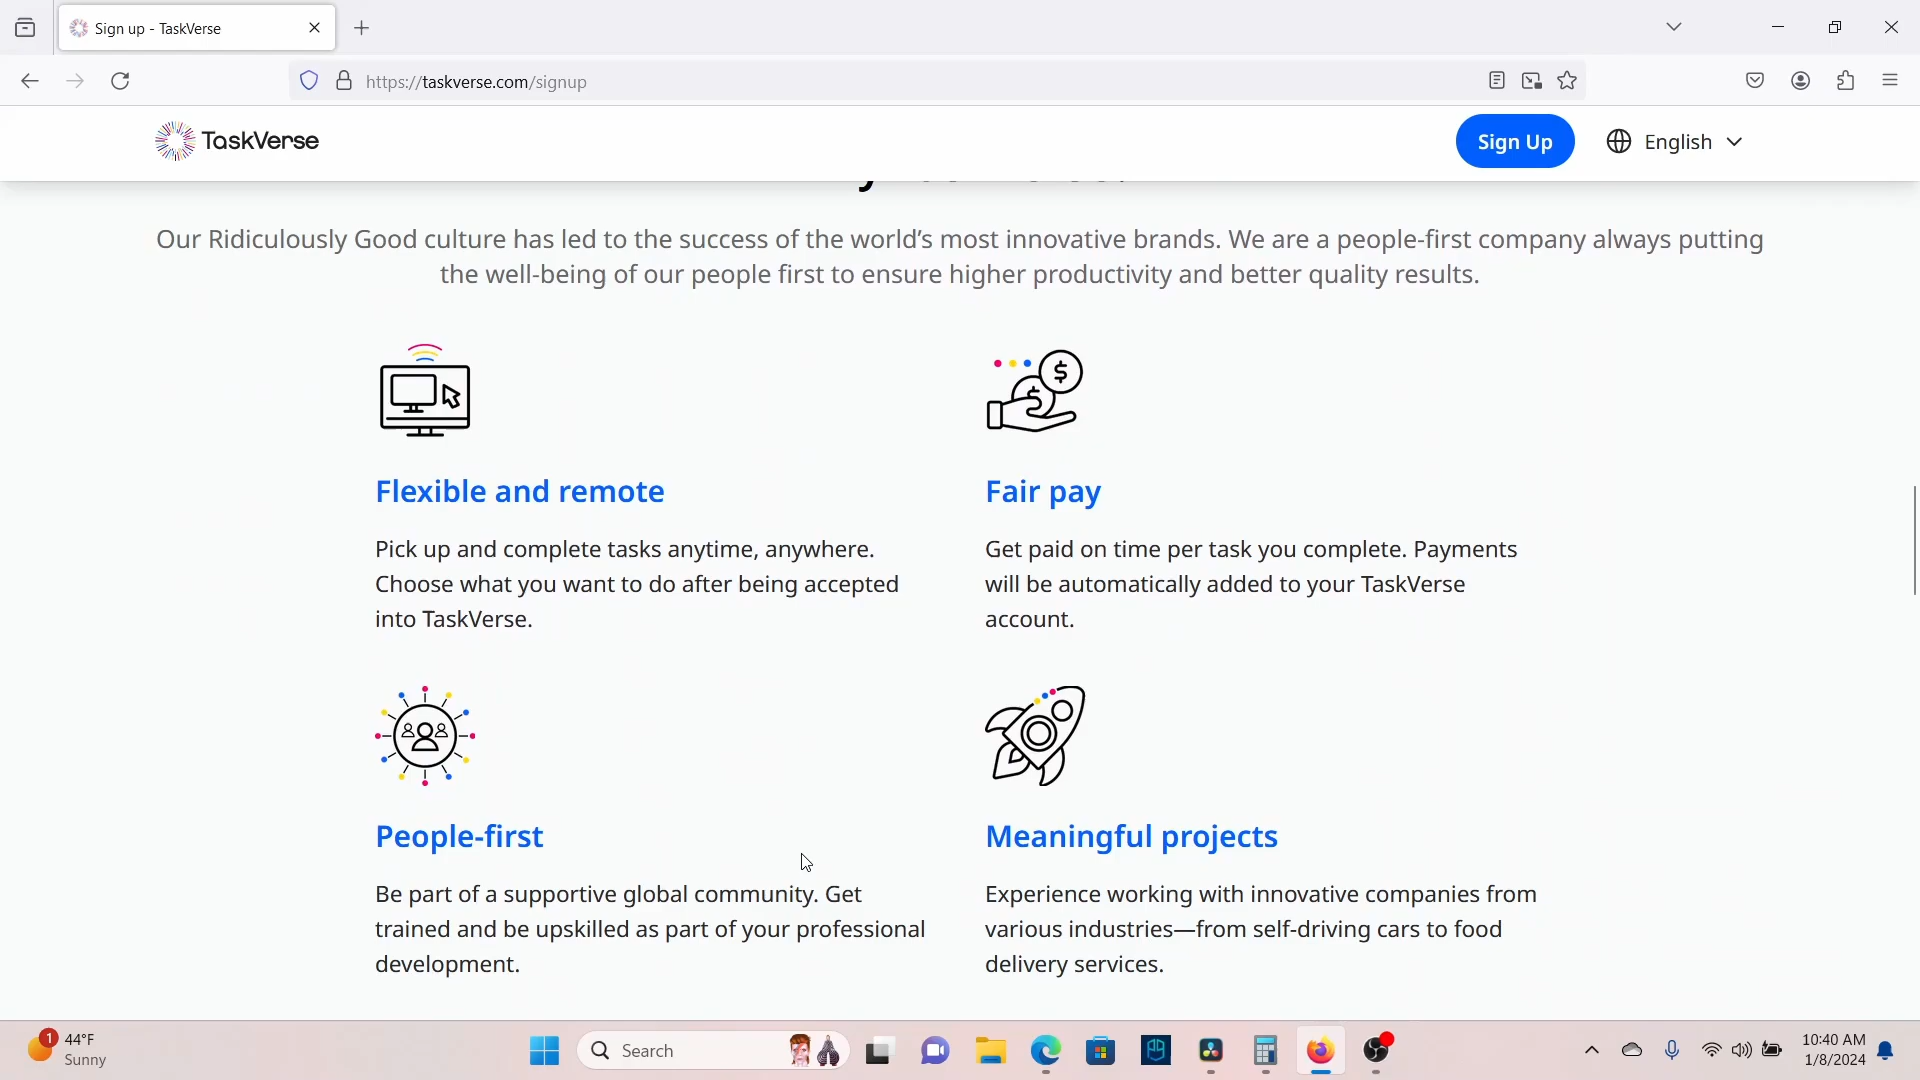 Sign up - TaskVerse
https://taskverse.com/signup
TaskVerse
Sign Up
English
Our Ridiculously Good culture has led to the success of the world’s most innovative brands. We are a people-first company always putting
the well-being of our people first to ensure higher productivity and better quality results.
Flexible and remote
Pick up and complete tasks anytime, anywhere.
Choose what you want to do after being accepted
into TaskVerse.
Fair pay
Get paid on time per task you complete. Payments
will be automatically added to your TaskVerse
account.
People-first
Be part of a supportive global community. Get
trained and be upskilled as part of your professional
development.
Meaningful projects
Experience working with innovative companies from
various industries—from self-driving cars to food
delivery services.
1
44°F
Sunny
Search
10:40 AM
1/8/2024